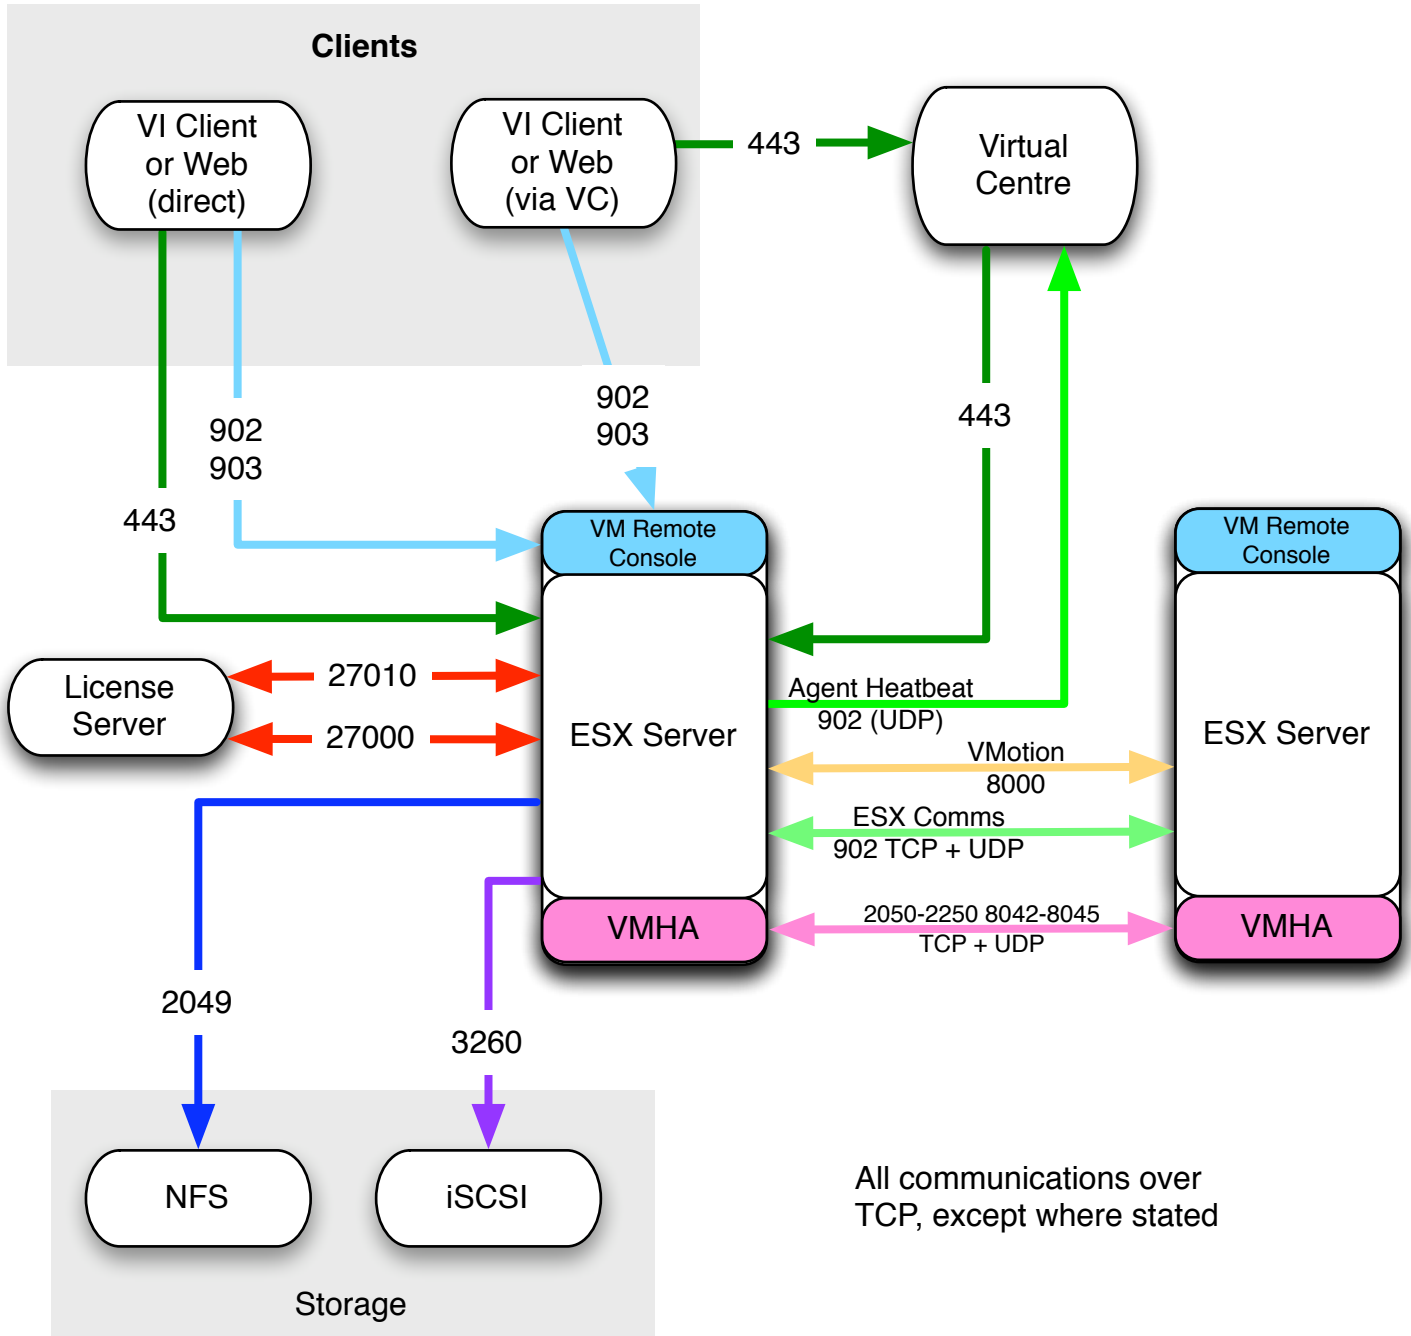 Clients
VI Client
or Web
(direct)
VI Client
or Web
(via VC)
443
Virtual
Centre
902
903
902
903
443
443
VM Remote
Console
VM Remote
Console
License
Server
27010
27000
ESX Server
ESX Server
Agent Heatbeat
902 (UDP)
VMotion
8000
ESX Comms
902 TCP + UDP
VMHA
2050-2250 8042-8045
TCP + UDP
VMHA
2049
3260
NFS
iSCSI
Storage
All communications over
TCP, except where stated